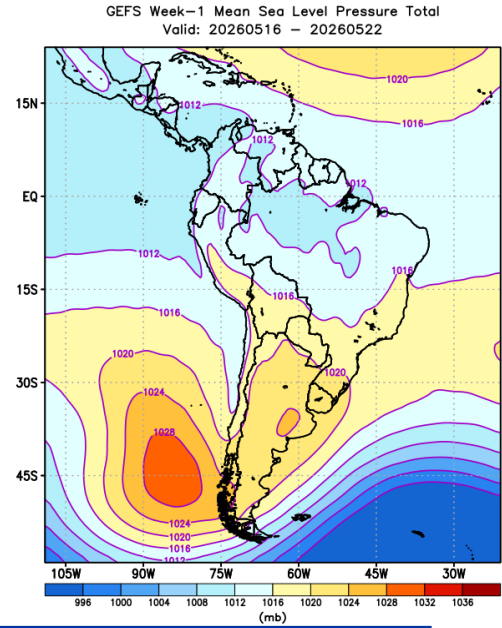 GEFS Week-1 Mean Sea Level Pressure Total
Valid: 20260516 - 20260522
1020
15N
1012
1016
1012
1012
EQ
1012
1016
15S
1016
1016
1020
1020
30S
1024
1028
45S
1024
1020
1016
1012
105W 90W 75W 60W 45W 30W
996 1000 1004 1008 1012 1016 1020 1024 1028 1032 1036
(mb)